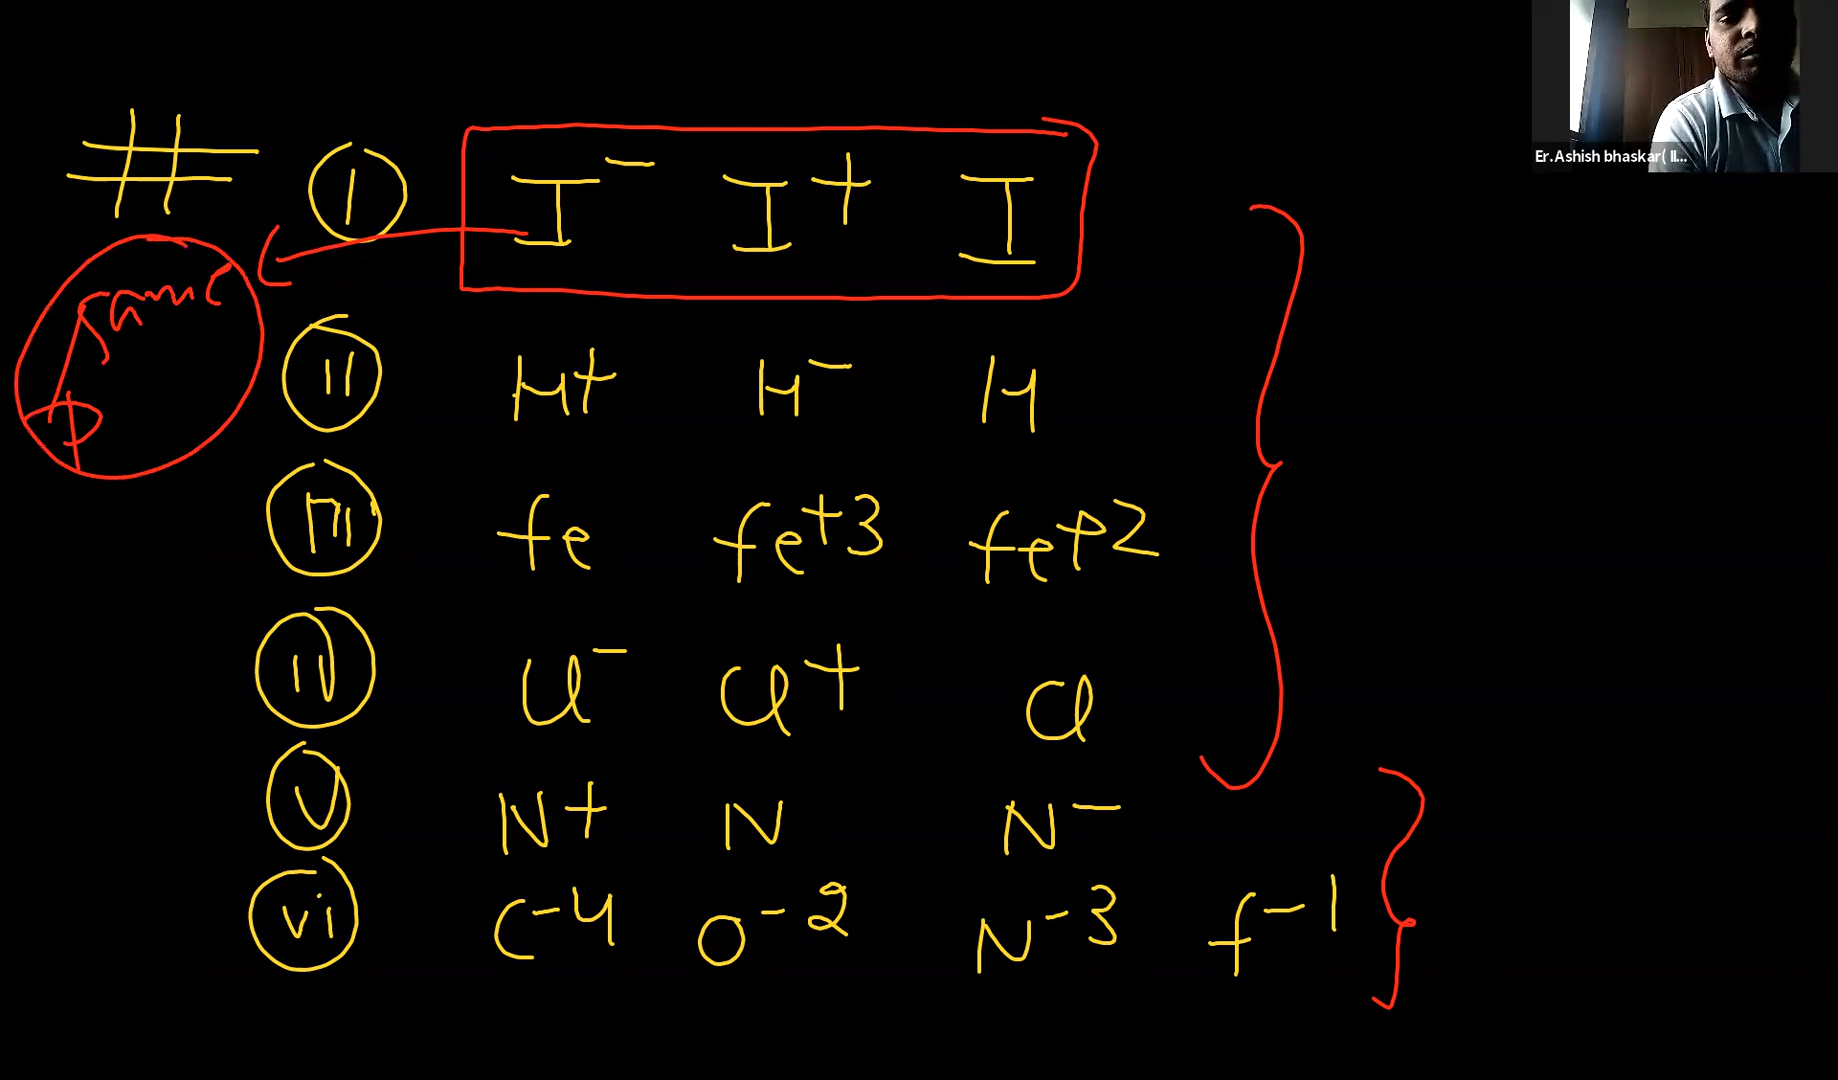 Er.Ashish bhaskar( II...
# I I⁻ I⁺ I
same
p
II H+ H⁻ H
III fe fe+3 fe+2
IV Cl⁻ Cl+ Cl
V N+ N N⁻
vi C-4 O-2 N-3 f-1